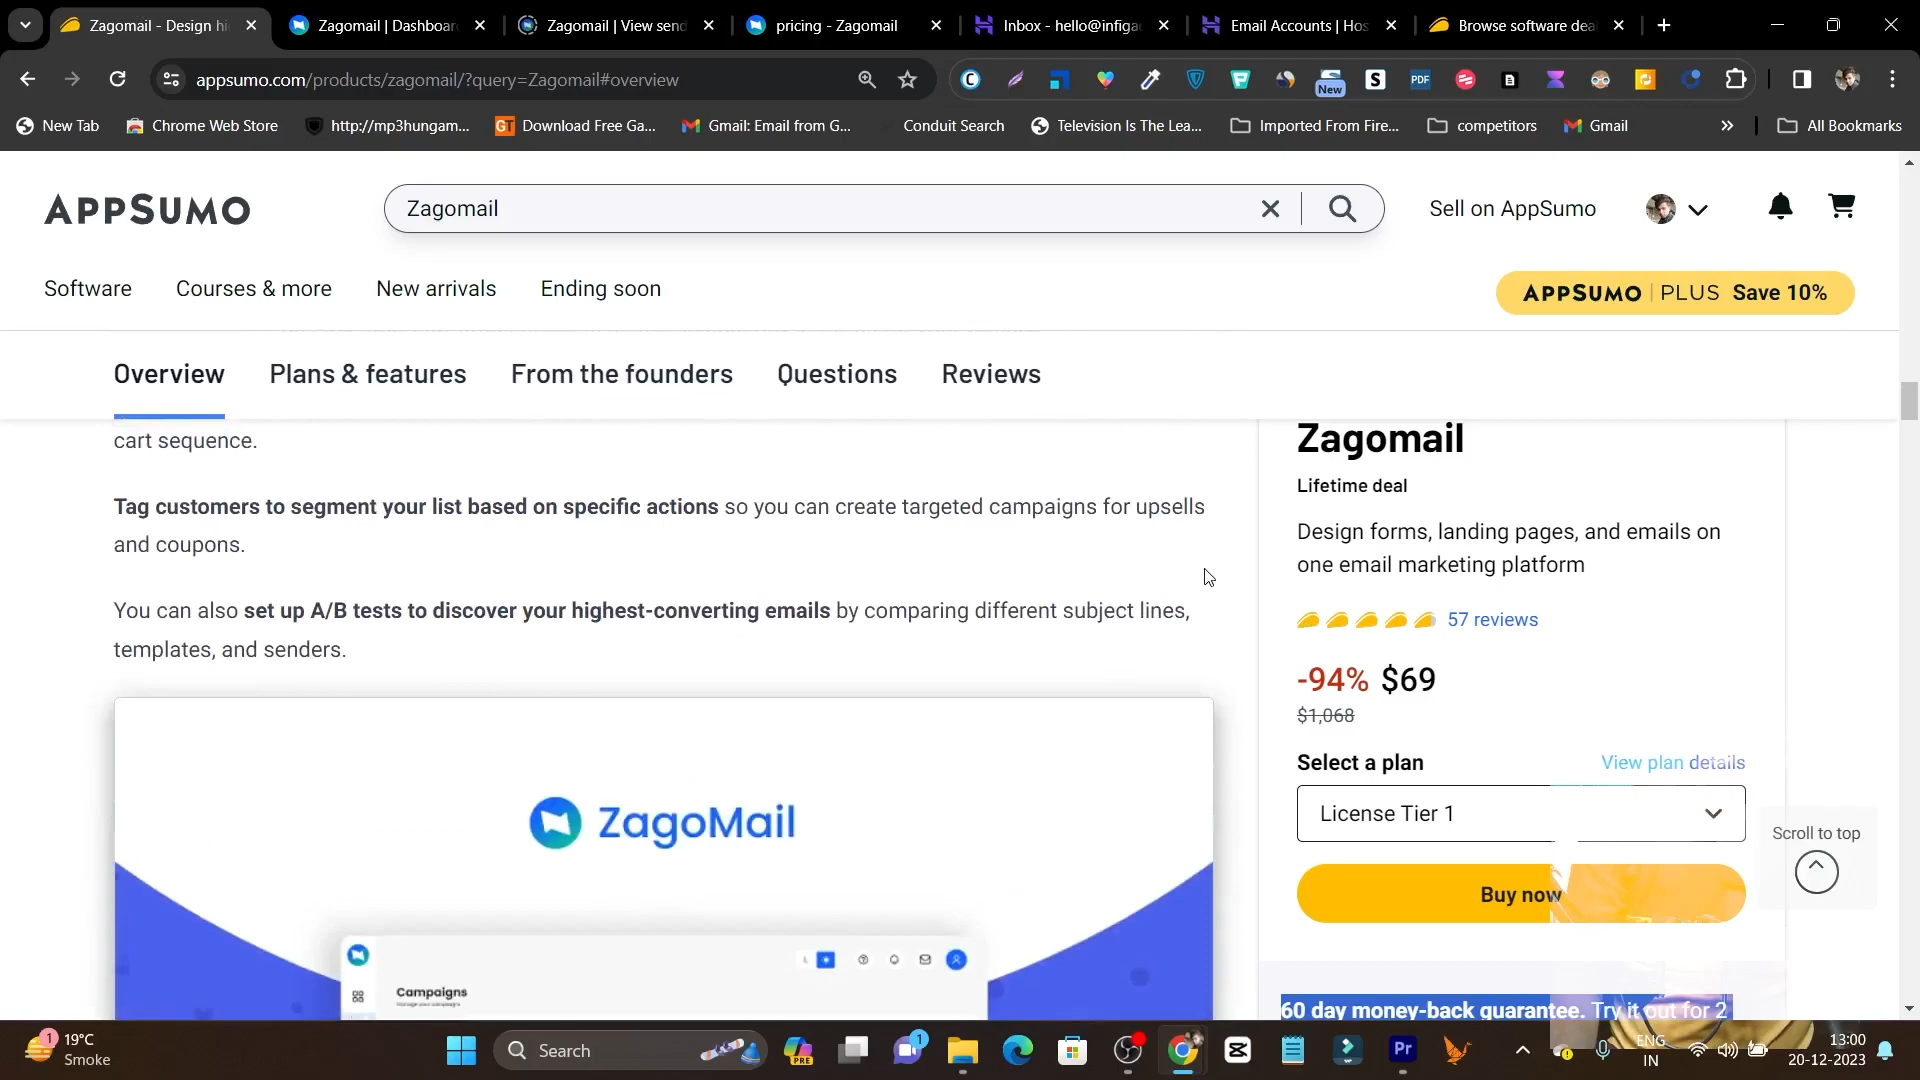 Zagomail - Design hi
Zagomail | Dashboar
Zagomail | View send
pricing - Zagomail
Inbox - hello@infiga
Email Accounts | Hos
Browse software dea
appsumo.com/products/zagomail/?query=Zagomail#overview
New
PDF
New Tab
Chrome Web Store
http://mp3hungam...
Download Free Ga...
Gmail: Email from G...
Conduit Search
Television Is The Lea...
Imported From Fire...
competitors
Gmail
All Bookmarks
APPSUMO
Zagomail
Sell on AppSumo
Software
Courses & more
New arrivals
Ending soon
APPSUMO | PLUS Save 10%
Overview
Plans & features
From the founders
Questions
Reviews
cart sequence.
Tag customers to segment your list based on specific actions so you can create targeted campaigns for upsells
and coupons.
You can also set up A/B tests to discover your highest-converting emails by comparing different subject lines,
templates, and senders.
ZagoMail
Campaigns
Zagomail
Lifetime deal
Design forms, landing pages, and emails on
one email marketing platform
57 reviews
-94% $69
$1,068
Select a plan
View plan details
License Tier 1
Buy now
Scroll to top
60 day money-back guarantee. Try it out for 2
1
19°C
Smoke
Search
PRE
1
Pr
ENG
IN
13:00
20-12-2023